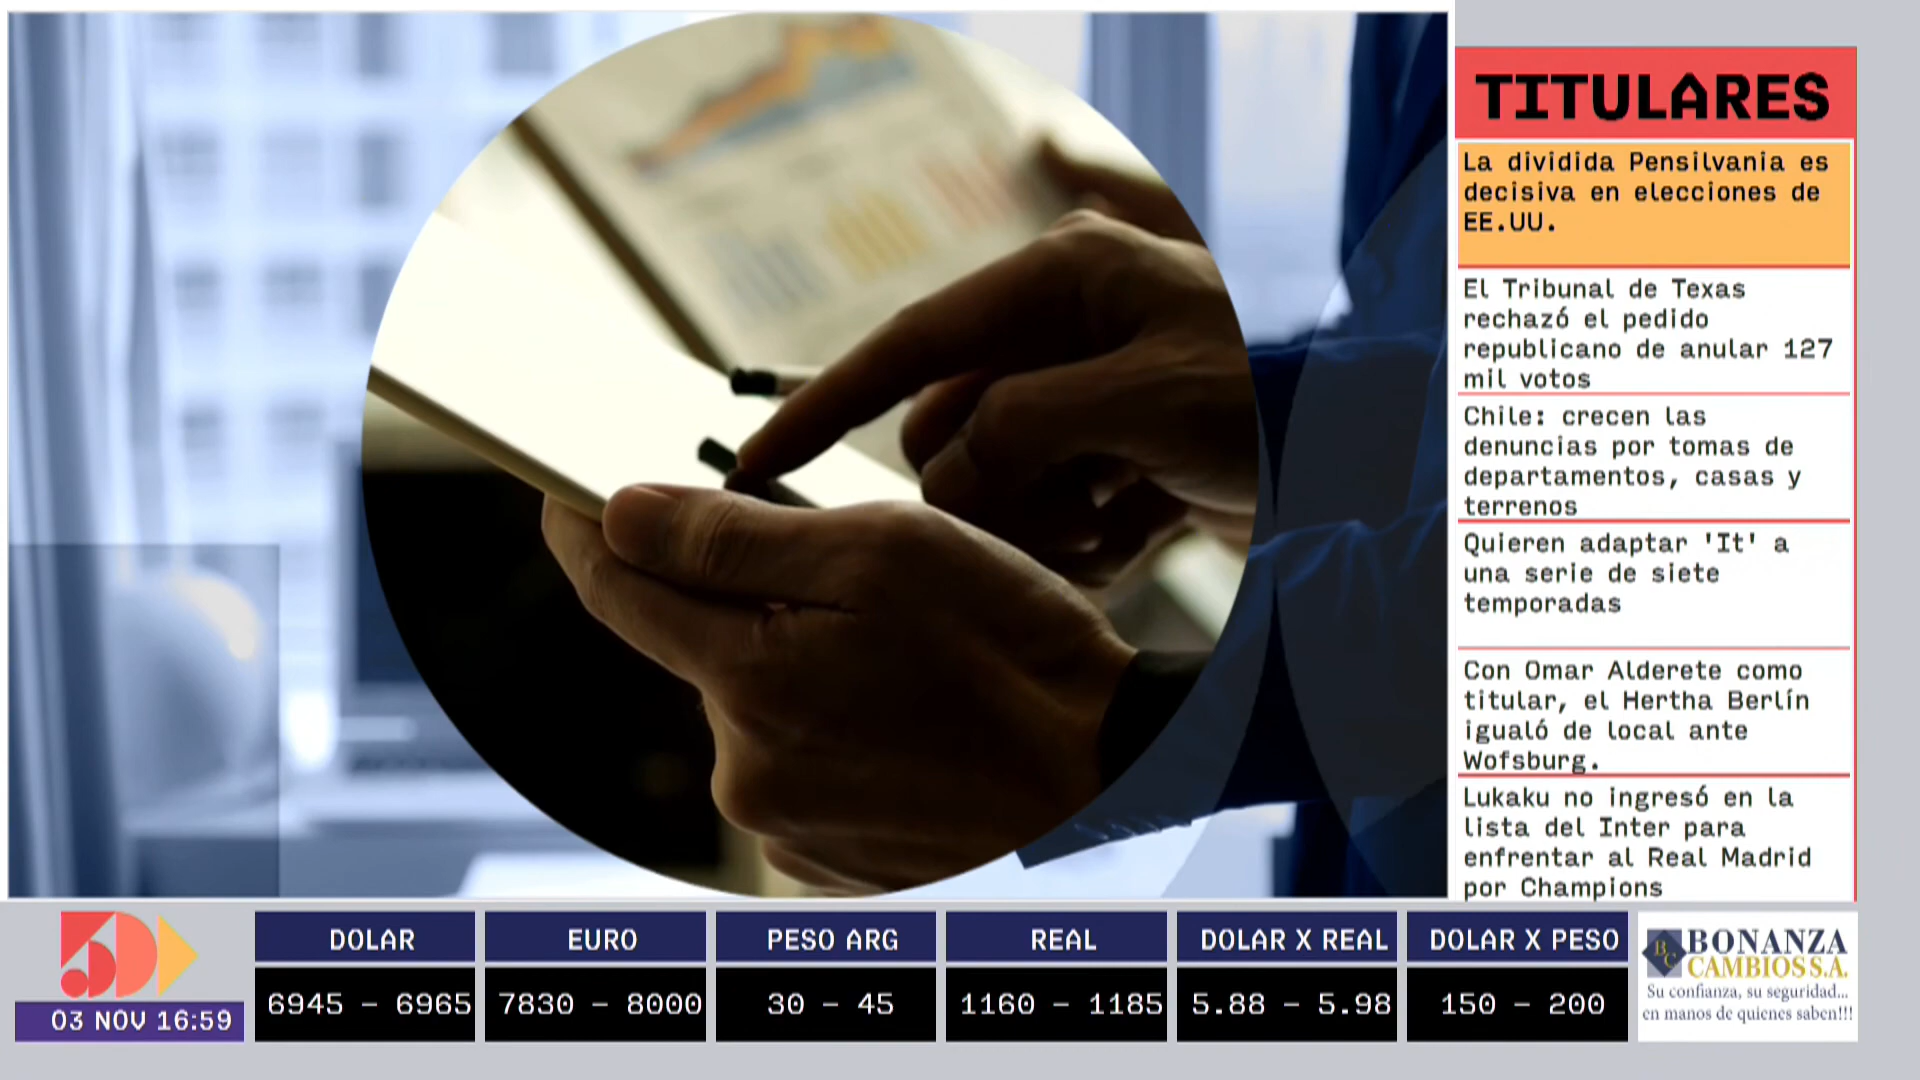 TITULARES
La dividida Pensilvania es
decisiva en elecciones de
EE.UU.
El Tribunal de Texas
rechazó el pedido
republicano de anular 127
mil votos
Chile: crecen las
denuncias por tomas de
departamentos, casas y
terrenos
Quieren adaptar 'It' a
una serie de siete
temporadas
Con Omar Alderete como
titular, el Hertha Berlín
igualó de local ante
Wofsburg.
Lukaku no ingresó en la
lista del Inter para
enfrentar al Real Madrid
por Champions
5D
03 NOV 16:59
DOLAR
6945 - 6965
EURO
7830 - 8000
PESO ARG
30 - 45
REAL
1160 - 1185
DOLAR X REAL
5.88 - 5.98
DOLAR X PESO
150 - 200
BC BONANZA
CAMBIOS S.A.
Su confianza, su seguridad...
en manos de quienes saben!!!